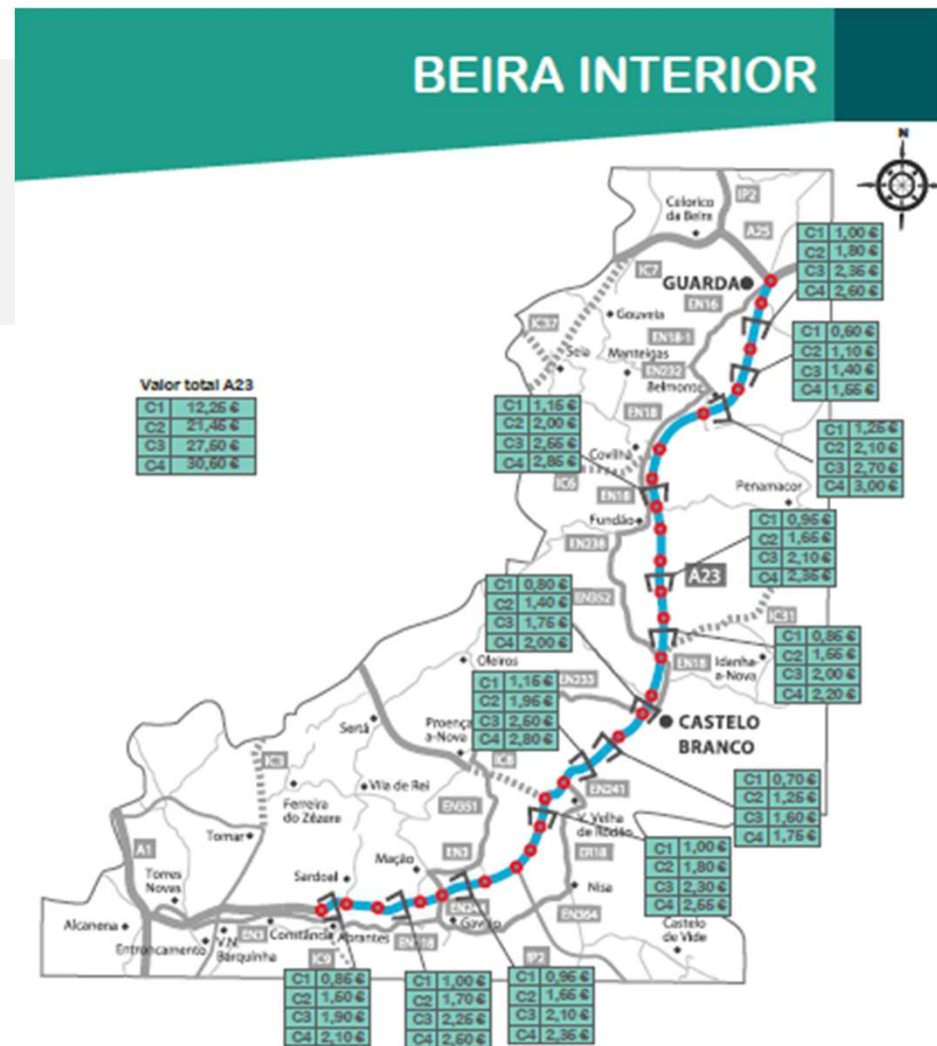 BEIRA INTERIOR
N
IP2
Celorico
da Beira
A25
IC7
GUARDA
EN16
C1 1,00 €
C2 1,80 €
C3 2,35 €
C4 2,60 €
Gouveia
IC37
EN18-1
Seia
Manteigas
EN232
C1 0,60 €
C2 1,10 €
C3 1,40 €
C4 1,55 €
Belmonte
Valor total A23
C1 12,25 €
C2 21,45 €
C3 27,50 €
C4 30,60 €
C1 1,15 €
C2 2,00 €
C3 2,55 €
C4 2,85 €
EN18
Covilhã
IC6
C1 1,25 €
C2 2,10 €
C3 2,70 €
C4 3,00 €
EN18
Penamacor
Fundão
EN238
C1 0,95 €
C2 1,65 €
C3 2,10 €
C4 2,35 €
A23
C1 0,80 €
C2 1,40 €
C3 1,75 €
C4 2,00 €
EN352
IC31
C1 0,85 €
C2 1,55 €
C3 2,00 €
C4 2,20 €
Oleiros
EN18
Idanha-
a-Nova
EN233
C1 1,15 €
C2 1,95 €
C3 2,50 €
C4 2,80 €
CASTELO
BRANCO
Sertã
Proença
a-Nova
IC8
C1 0,70 €
C2 1,25 €
C3 1,60 €
C4 1,75 €
Vila de Rei
Ferreira
do Zêzere
EN241
V. Velha
de Rodão
EN351
Tomar
A1
EN3
ER18
C1 1,00 €
C2 1,80 €
C3 2,30 €
C4 2,55 €
Mação
Torres
Novas
Sardoal
Nisa
EN364
Alcanena
Entroncamento
V.N.
Barquinha
EN3
Constância
Abrantes
Gavião
Castelo
de Vide
IC9
IP2
C1 0,85 €
C2 1,50 €
C3 1,90 €
C4 2,10 €
C1 1,00 €
C2 1,70 €
C3 2,25 €
C4 2,50 €
C1 0,95 €
C2 1,65 €
C3 2,10 €
C4 2,35 €